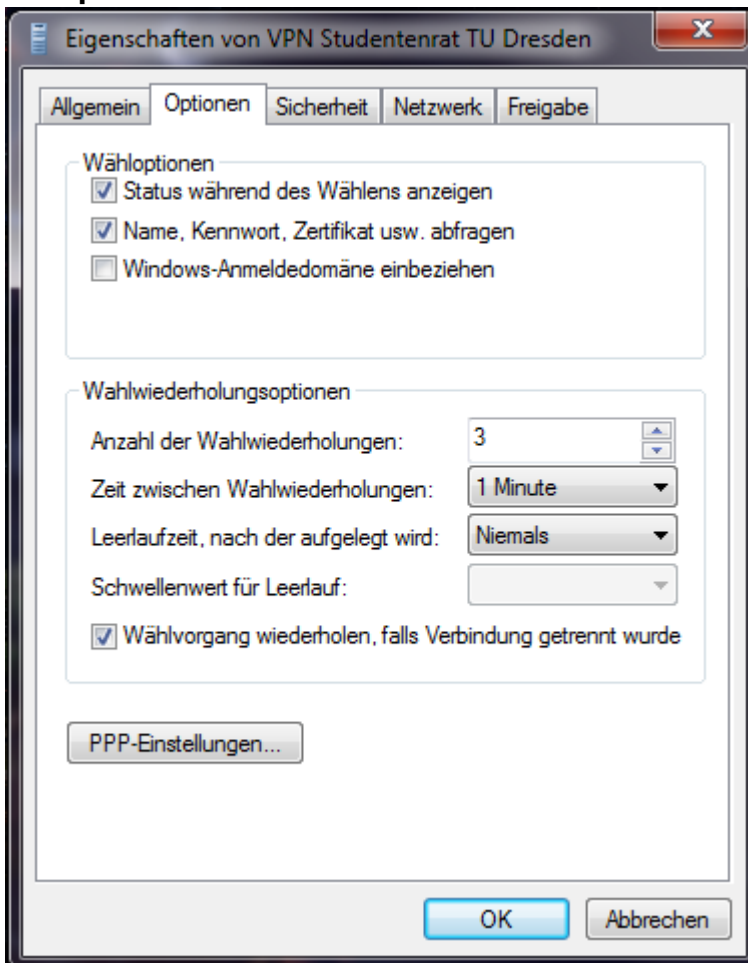 Eigenschaften von VPN Studentenrat TU Dresden
Allgemein Optionen Sicherheit Netzwerk Freigabe
Wähloptionen
Status während des Wählens anzeigen
Name, Kennwort, Zertifikat usw. abfragen
Windows-Anmeldedomäne einbeziehen
Wahlwiederholungsoptionen
Anzahl der Wahlwiederholungen: 3
Zeit zwischen Wahlwiederholungen: 1 Minute
Leerlaufzeit, nach der aufgelegt wird: Niemals
Schwellenwert für Leerlauf:
Wählvorgang wiederholen, falls Verbindung getrennt wurde
PPP-Einstellungen...
OK Abbrechen